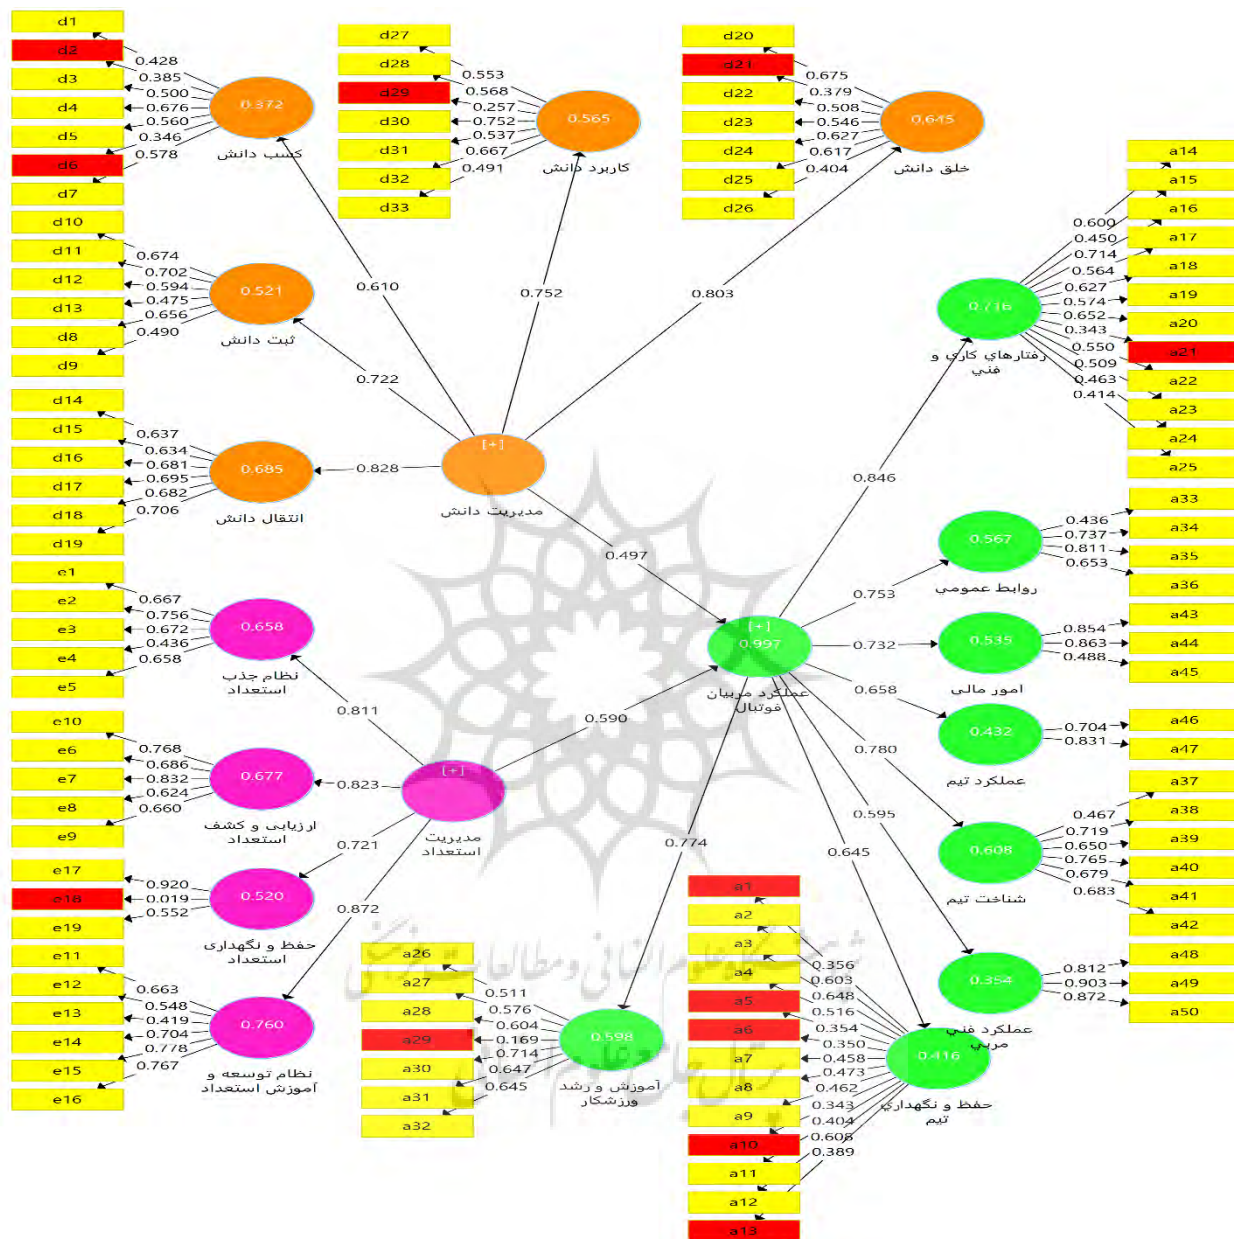 d1
d2
d3
d4
d5
d6
d7
0.428
0.385
0.500
0.676
0.560
0.346
0.578
0.372
کسب دانش
d27
d28
d29
d30
d31
d32
d33
0.553
0.568
0.257
0.752
0.537
0.667
0.491
0.565
کاربرد دانش
d20
d21
d22
d23
d24
d25
d26
0.675
0.379
0.508
0.546
0.627
0.617
0.404
0.645
خلق دانش
d10
d11
d12
d13
d8
d9
0.674
0.702
0.594
0.475
0.656
0.490
0.521
ثبت دانش
d14
d15
d16
d17
d18
d19
0.637
0.634
0.681
0.695
0.682
0.706
0.685
انتقال دانش
0.610
0.752
0.803
0.722
0.828
[+]
مدیریت دانش
0.497
a14
a15
a16
a17
a18
a19
a20
a21
a22
a23
a24
a25
0.600
0.450
0.714
0.564
0.627
0.574
0.652
0.343
0.550
0.509
0.463
0.414
0.716
رفتارهاي کاري و
فني
0.846
a33
a34
a35
a36
0.436
0.737
0.811
0.653
0.567
روابط عمومي
0.753
a43
a44
a45
0.854
0.863
0.488
0.535
امور مالی
0.732
a46
a47
0.704
0.831
0.432
عملکرد تیم
0.658
a37
a38
a39
a40
a41
a42
0.467
0.719
0.650
0.765
0.679
0.683
0.608
شناخت تیم
0.780
a48
a49
a50
0.812
0.903
0.872
0.354
عملکرد فني
مربي
0.595
[+]
0.997
عملکرد مربیان
فوتبال
e1
e2
e3
e4
e5
0.667
0.756
0.672
0.436
0.658
0.658
نظام جذب
استعداد
0.811
e10
e6
e7
e8
e9
0.768
0.686
0.832
0.624
0.660
0.677
ارزیابی و کشف
استعداد
0.823
e17
e18
e19
0.920
0.019
0.552
0.520
حفظ و نگهداری
استعداد
0.721
e11
e12
e13
e14
e15
e16
0.663
0.548
0.419
0.704
0.778
0.767
0.760
نظام توسعه و
آموزش استعداد
0.872
[+]
مدیریت
استعداد
0.590
0.774
0.645
a26
a27
a28
a29
a30
a31
a32
0.511
0.576
0.604
0.169
0.714
0.647
0.645
0.598
آموزش و رشد
ورزشکار
a1
a2
a3
a4
a5
a6
a7
a8
a9
a10
a11
a12
a13
0.356
0.603
0.648
0.516
0.354
0.350
0.458
0.473
0.462
0.343
0.404
0.608
0.389
0.416
حفظ و نگهداري
تیم
پژوهشگاه علوم انسانی و مطالعات فرهنگی
پرتال جامع علوم انسانی